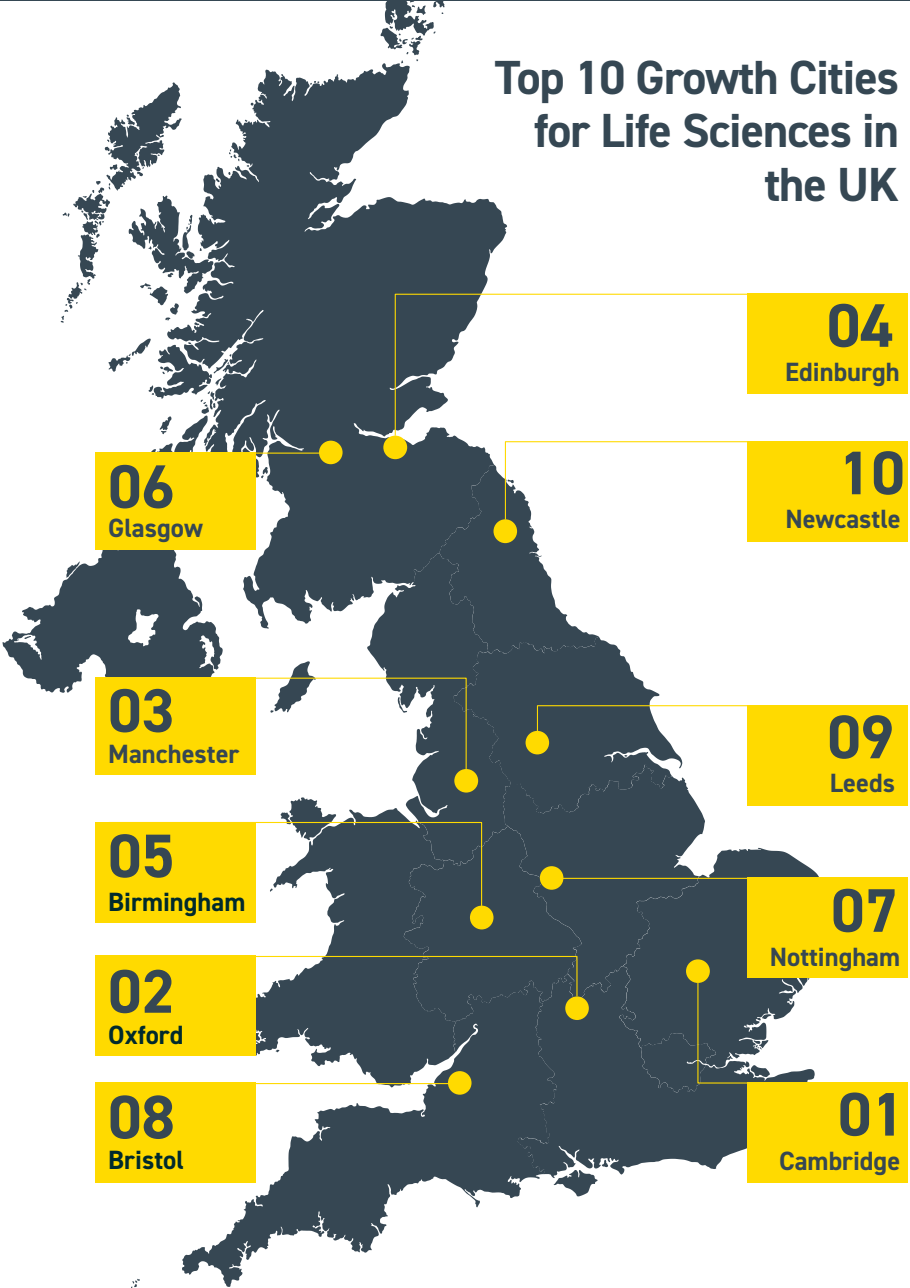 Top 10 Growth Cities
for Life Sciences in
the UK
04
Edinburgh
06
Glasgow
10
Newcastle
03
Manchester
09
Leeds
05
Birmingham
07
Nottingham
02
Oxford
08
Bristol
01
Cambridge